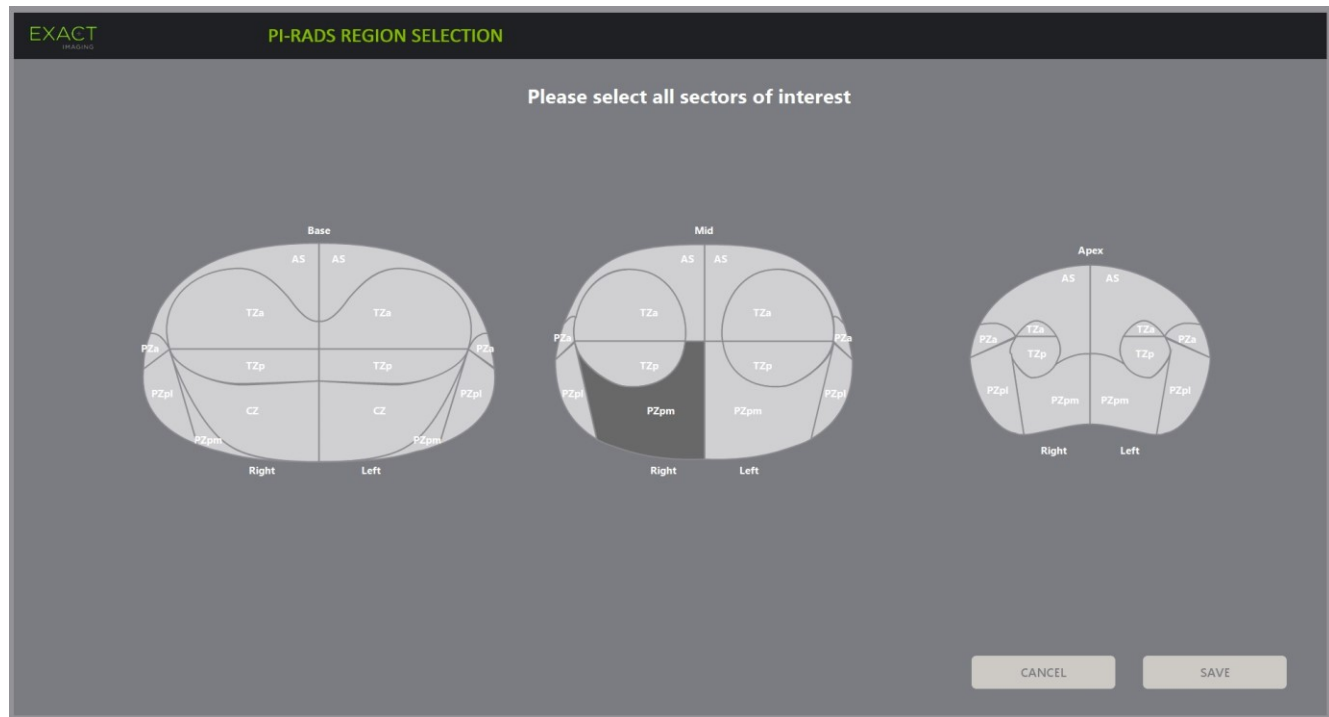 EXACT
IMAGING
PI-RADS REGION SELECTION
Please select all sectors of interest
Base
AS AS
TZa TZa
PZa PZa
TZp TZp
PZpl PZpl
CZ CZ
PZpm PZpm
Right Left
Mid
AS AS
TZa TZa
PZa PZa
TZp TZp
PZpl PZpl
PZpm PZpm
Right Left
Apex
AS AS
TZa TZa
PZa PZa
TZp TZp
PZpl PZpl
PZpm PZpm
Right Left
CANCEL SAVE